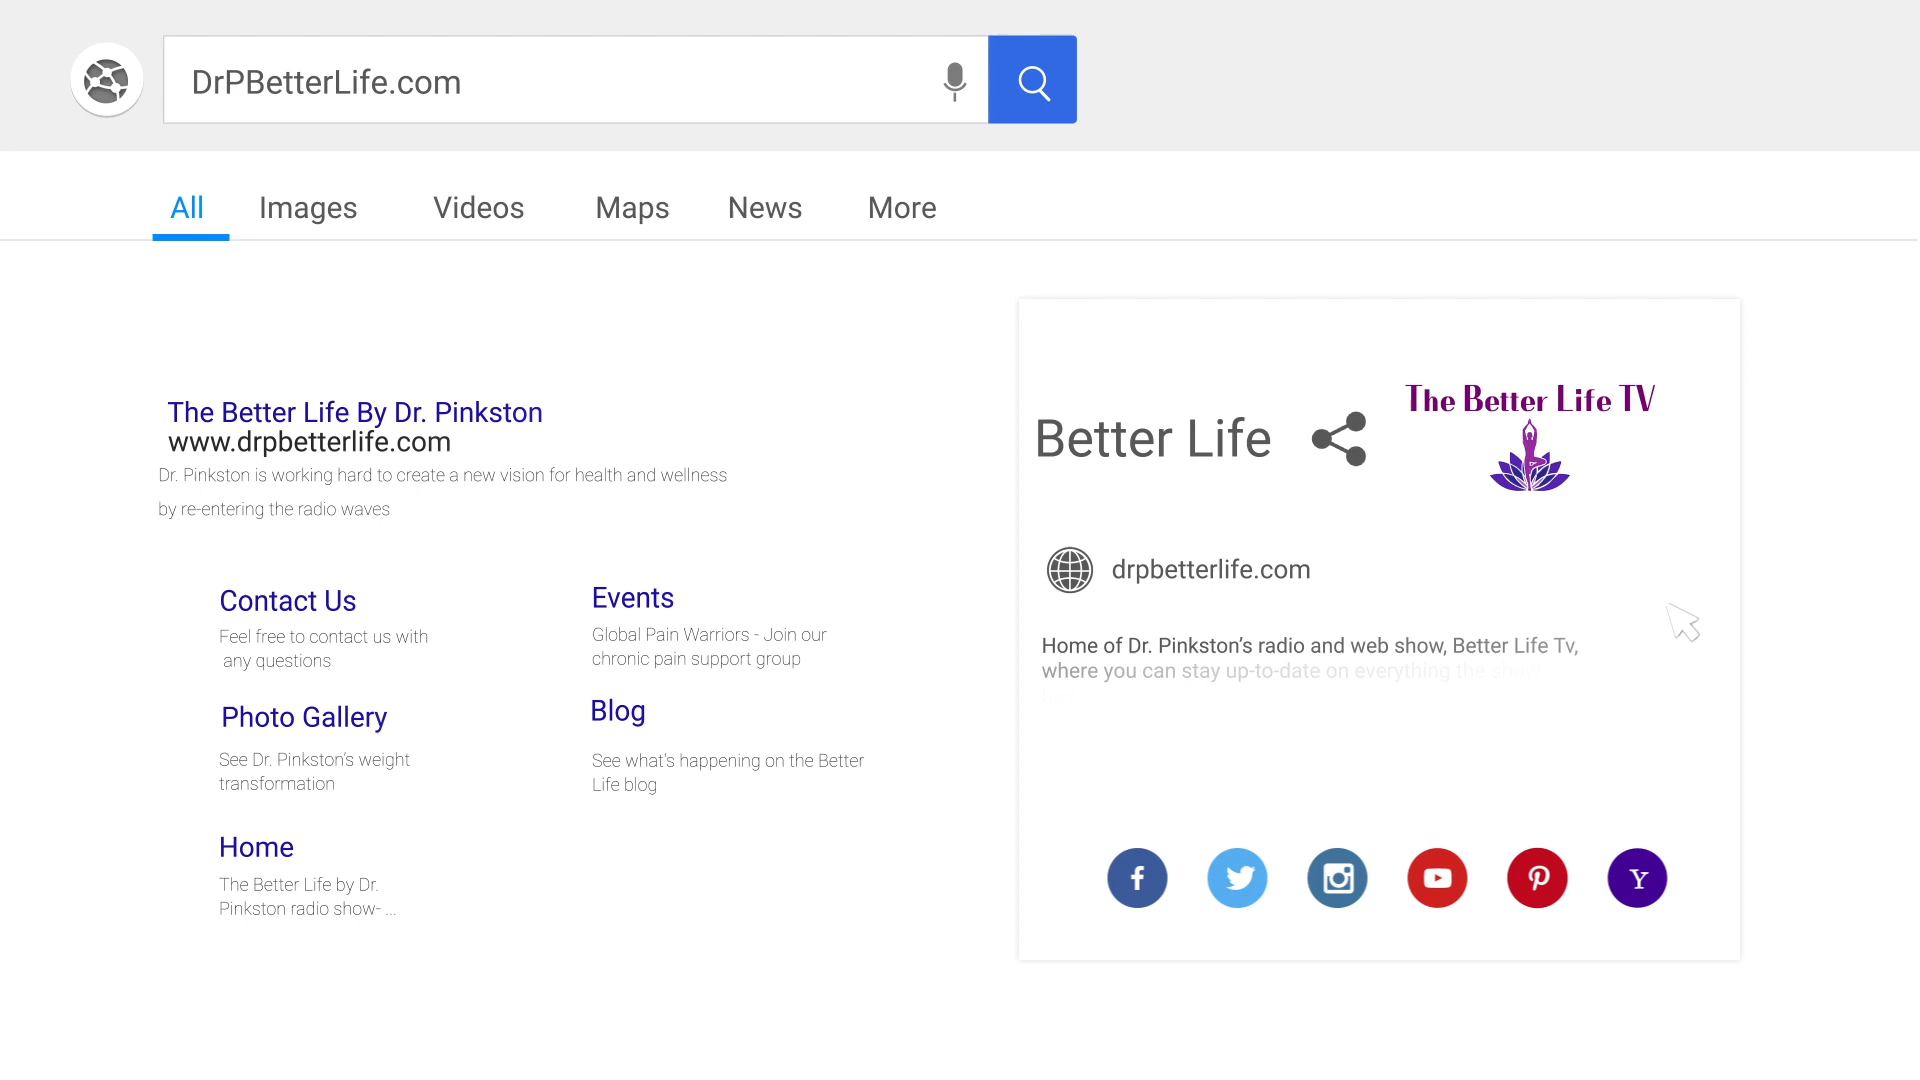 DrPBetterLife.com
All Images Videos Maps News More
The Better Life By Dr. Pinkston
www.drpbetterlife.com
Dr. Pinkston is working hard to create a new vision for health and wellness
by re-entering the radio waves
Contact Us
Feel free to contact us with
any questions
Events
Global Pain Warriors - Join our
chronic pain support group
Photo Gallery
See Dr. Pinkston's weight
transformation
Blog
See what's happening on the Better
Life blog
Home
The Better Life by Dr.
Pinkston radio show- ...
Better Life
The Better Life TV
drpbetterlife.com
Home of Dr. Pinkston's radio and web show, Better Life Tv,
where you can stay up-to-date on everything the show